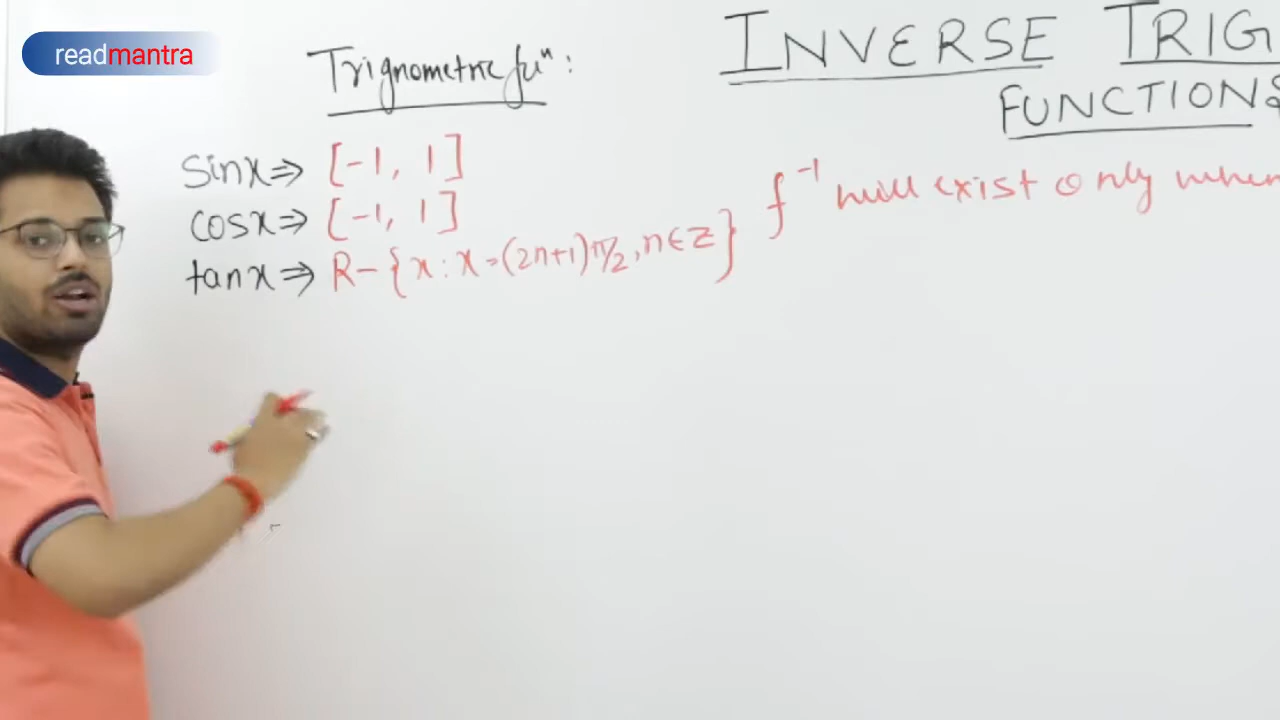 readmantra
Trignometric fuⁿ:
INVERSE TRIG
FUNCTIONS
sinx ⇒ [-1, 1]
cosx ⇒ [-1, 1]
tanx ⇒ R-{x : x = (2n+1)π/2, n ∈ Z}
f⁻¹ will exist only when